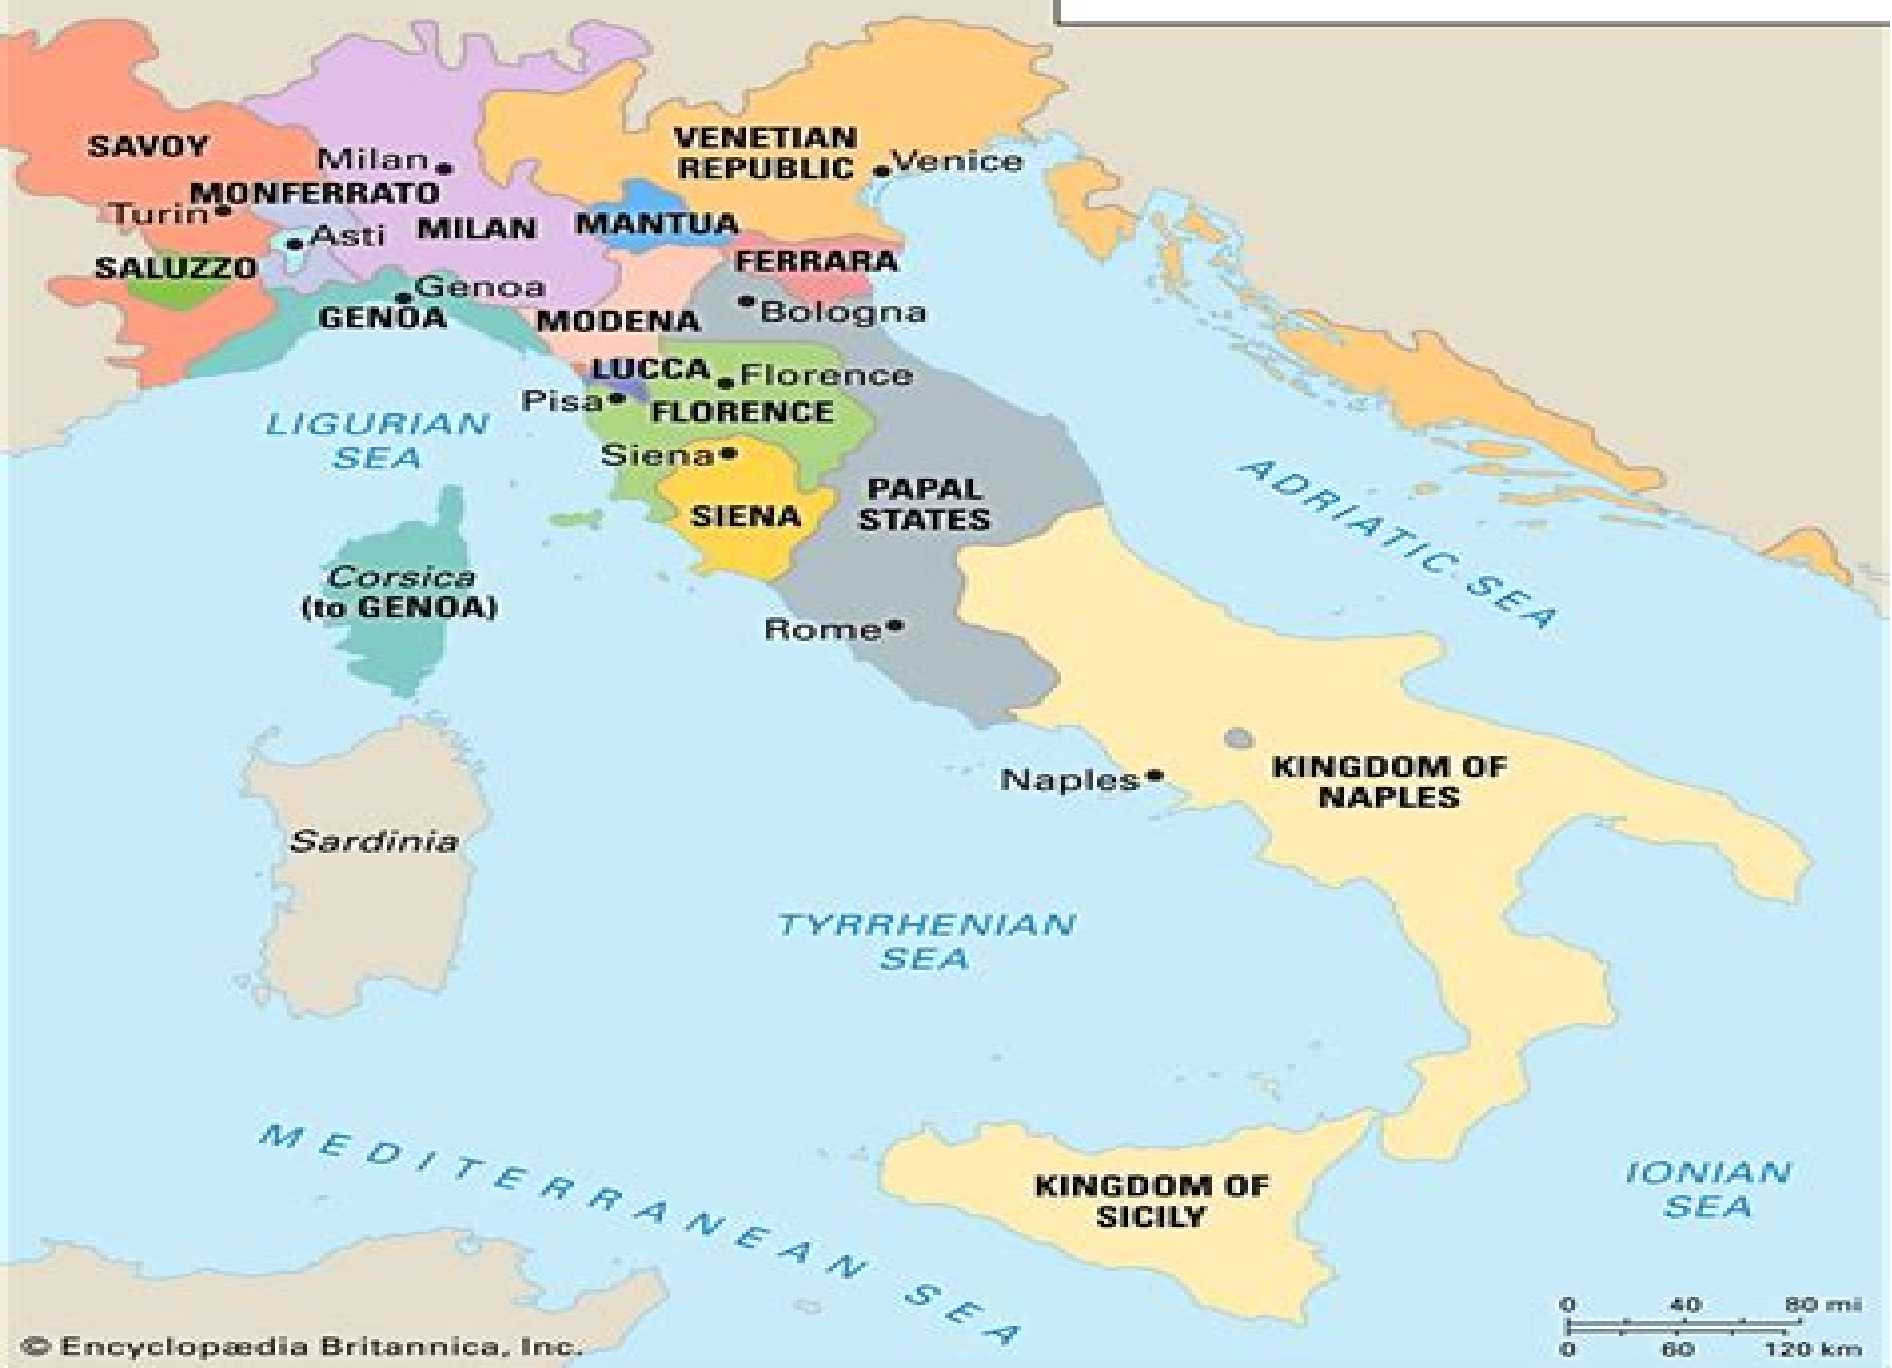 SAVOY
Milan
VENETIAN
REPUBLIC
Venice
MONFERRATO
Turin
Asti
MILAN
MANTUA
SALUZZO
FERRARA
Genoa
GENOA
MODENA
Bologna
LUCCA
Florence
Pisa
FLORENCE
LIGURIAN
SEA
Siena
SIENA
PAPAL
STATES
ADRIATIC SEA
Corsica
(to GENOA)
Rome
Naples
KINGDOM OF
NAPLES
Sardinia
TYRRHENIAN
SEA
MEDITERRANEAN SEA
KINGDOM OF
SICILY
IONIAN
SEA
0 40 80 mi
0 60 120 km
© Encyclopædia Britannica, Inc.